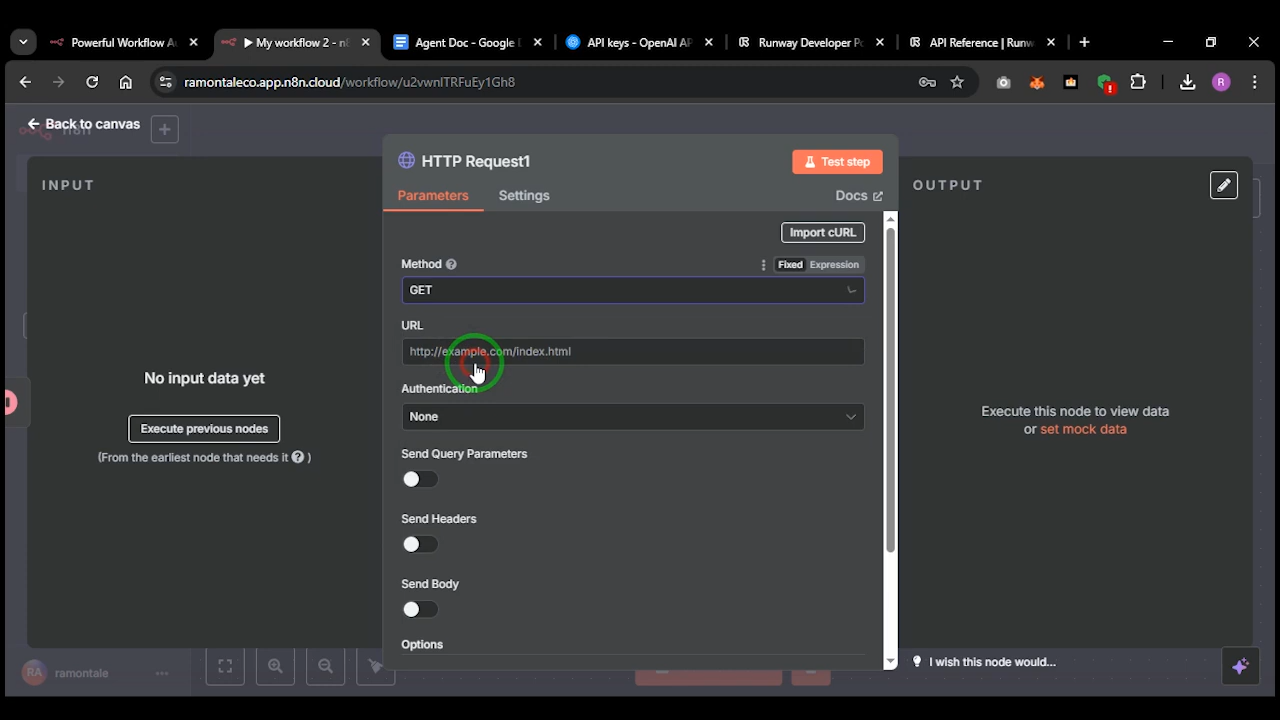 Powerful Workflow Au
My workflow 2 - n8
Agent Doc - Google D
API keys - OpenAI AP
Runway Developer Po
API Reference | Runw
ramontaleco.app.n8n.cloud/workflow/u2vwnlTRFuEy1Gh8
R
Back to canvas
INPUT
No input data yet
Execute previous nodes
(From the earliest node that needs it ? )
HTTP Request1
Test step
Parameters
Settings
Docs
Import cURL
Method
Fixed
Expression
GET
URL
http://example.com/index.html
Authentication
None
Send Query Parameters
Send Headers
Send Body
Options
OUTPUT
Execute this node to view data
or set mock data
I wish this node would...
RA
ramontale